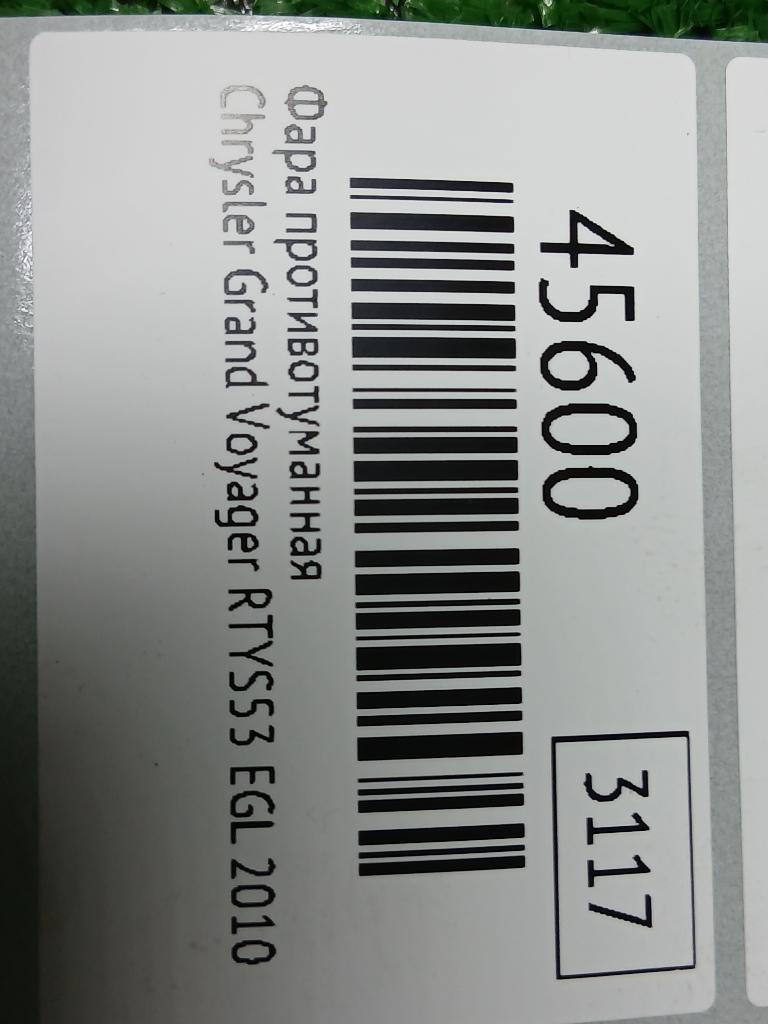 45600
3117
Фара противотуманная
Chrysler Grand Voyager RTYS53 EGL 2010